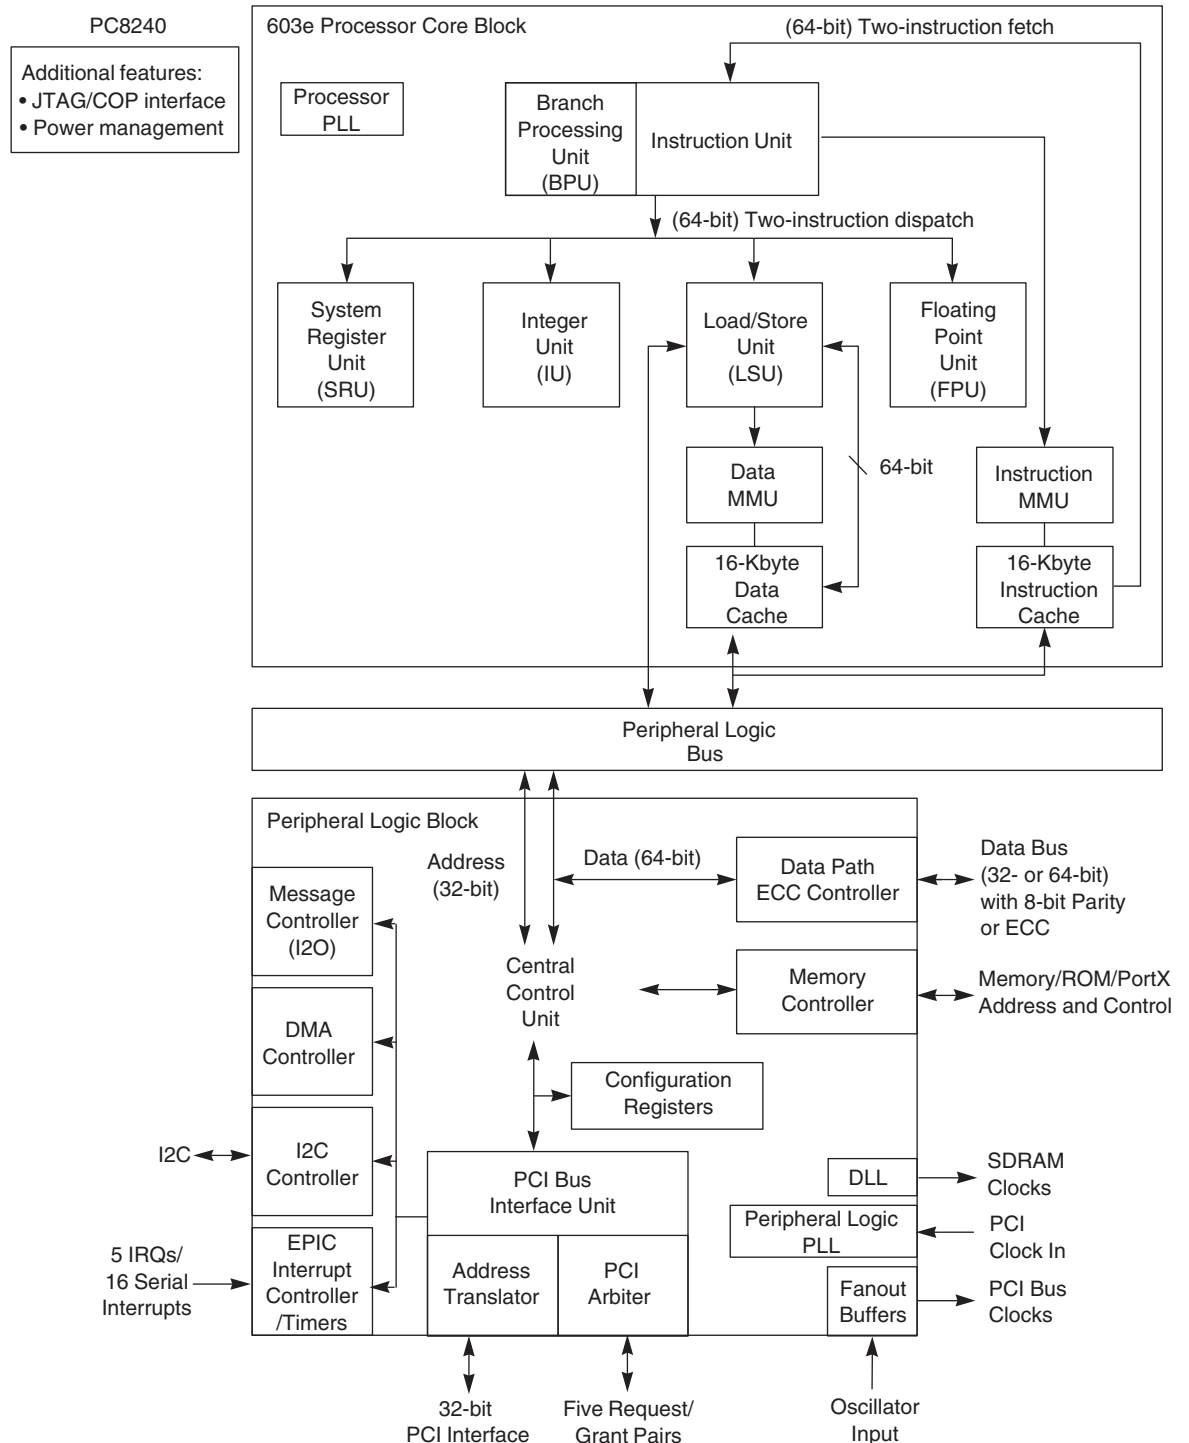 PC8240
Additional features:
• JTAG/COP interface
• Power management
603e Processor Core Block
(64-bit) Two-instruction fetch
Processor
PLL
Branch
Processing
Unit
(BPU)
Instruction Unit
(64-bit) Two-instruction dispatch
System
Register
Unit
(SRU)
Integer
Unit
(IU)
Load/Store
Unit
(LSU)
Floating
Point
Unit
(FPU)
Data
MMU
64-bit
Instruction
MMU
16-Kbyte
Data
Cache
16-Kbyte
Instruction
Cache
Peripheral Logic
Bus
Peripheral Logic Block
Address
(32-bit)
Data (64-bit)
Data Path
ECC Controller
Data Bus
(32- or 64-bit)
with 8-bit Parity
or ECC
Message
Controller
(I2O)
Central
Control
Unit
Memory
Controller
Memory/ROM/PortX
Address and Control
DMA
Controller
Configuration
Registers
I2C
I2C
Controller
PCI Bus
Interface Unit
DLL
SDRAM
Clocks
Peripheral Logic
PLL
PCI
Clock In
5 IRQs/
16 Serial
Interrupts
EPIC
Interrupt
Controller
/Timers
Address
Translator
PCI
Arbiter
Fanout
Buffers
PCI Bus
Clocks
32-bit
PCI Interface
Five Request/
Grant Pairs
Oscillator
Input